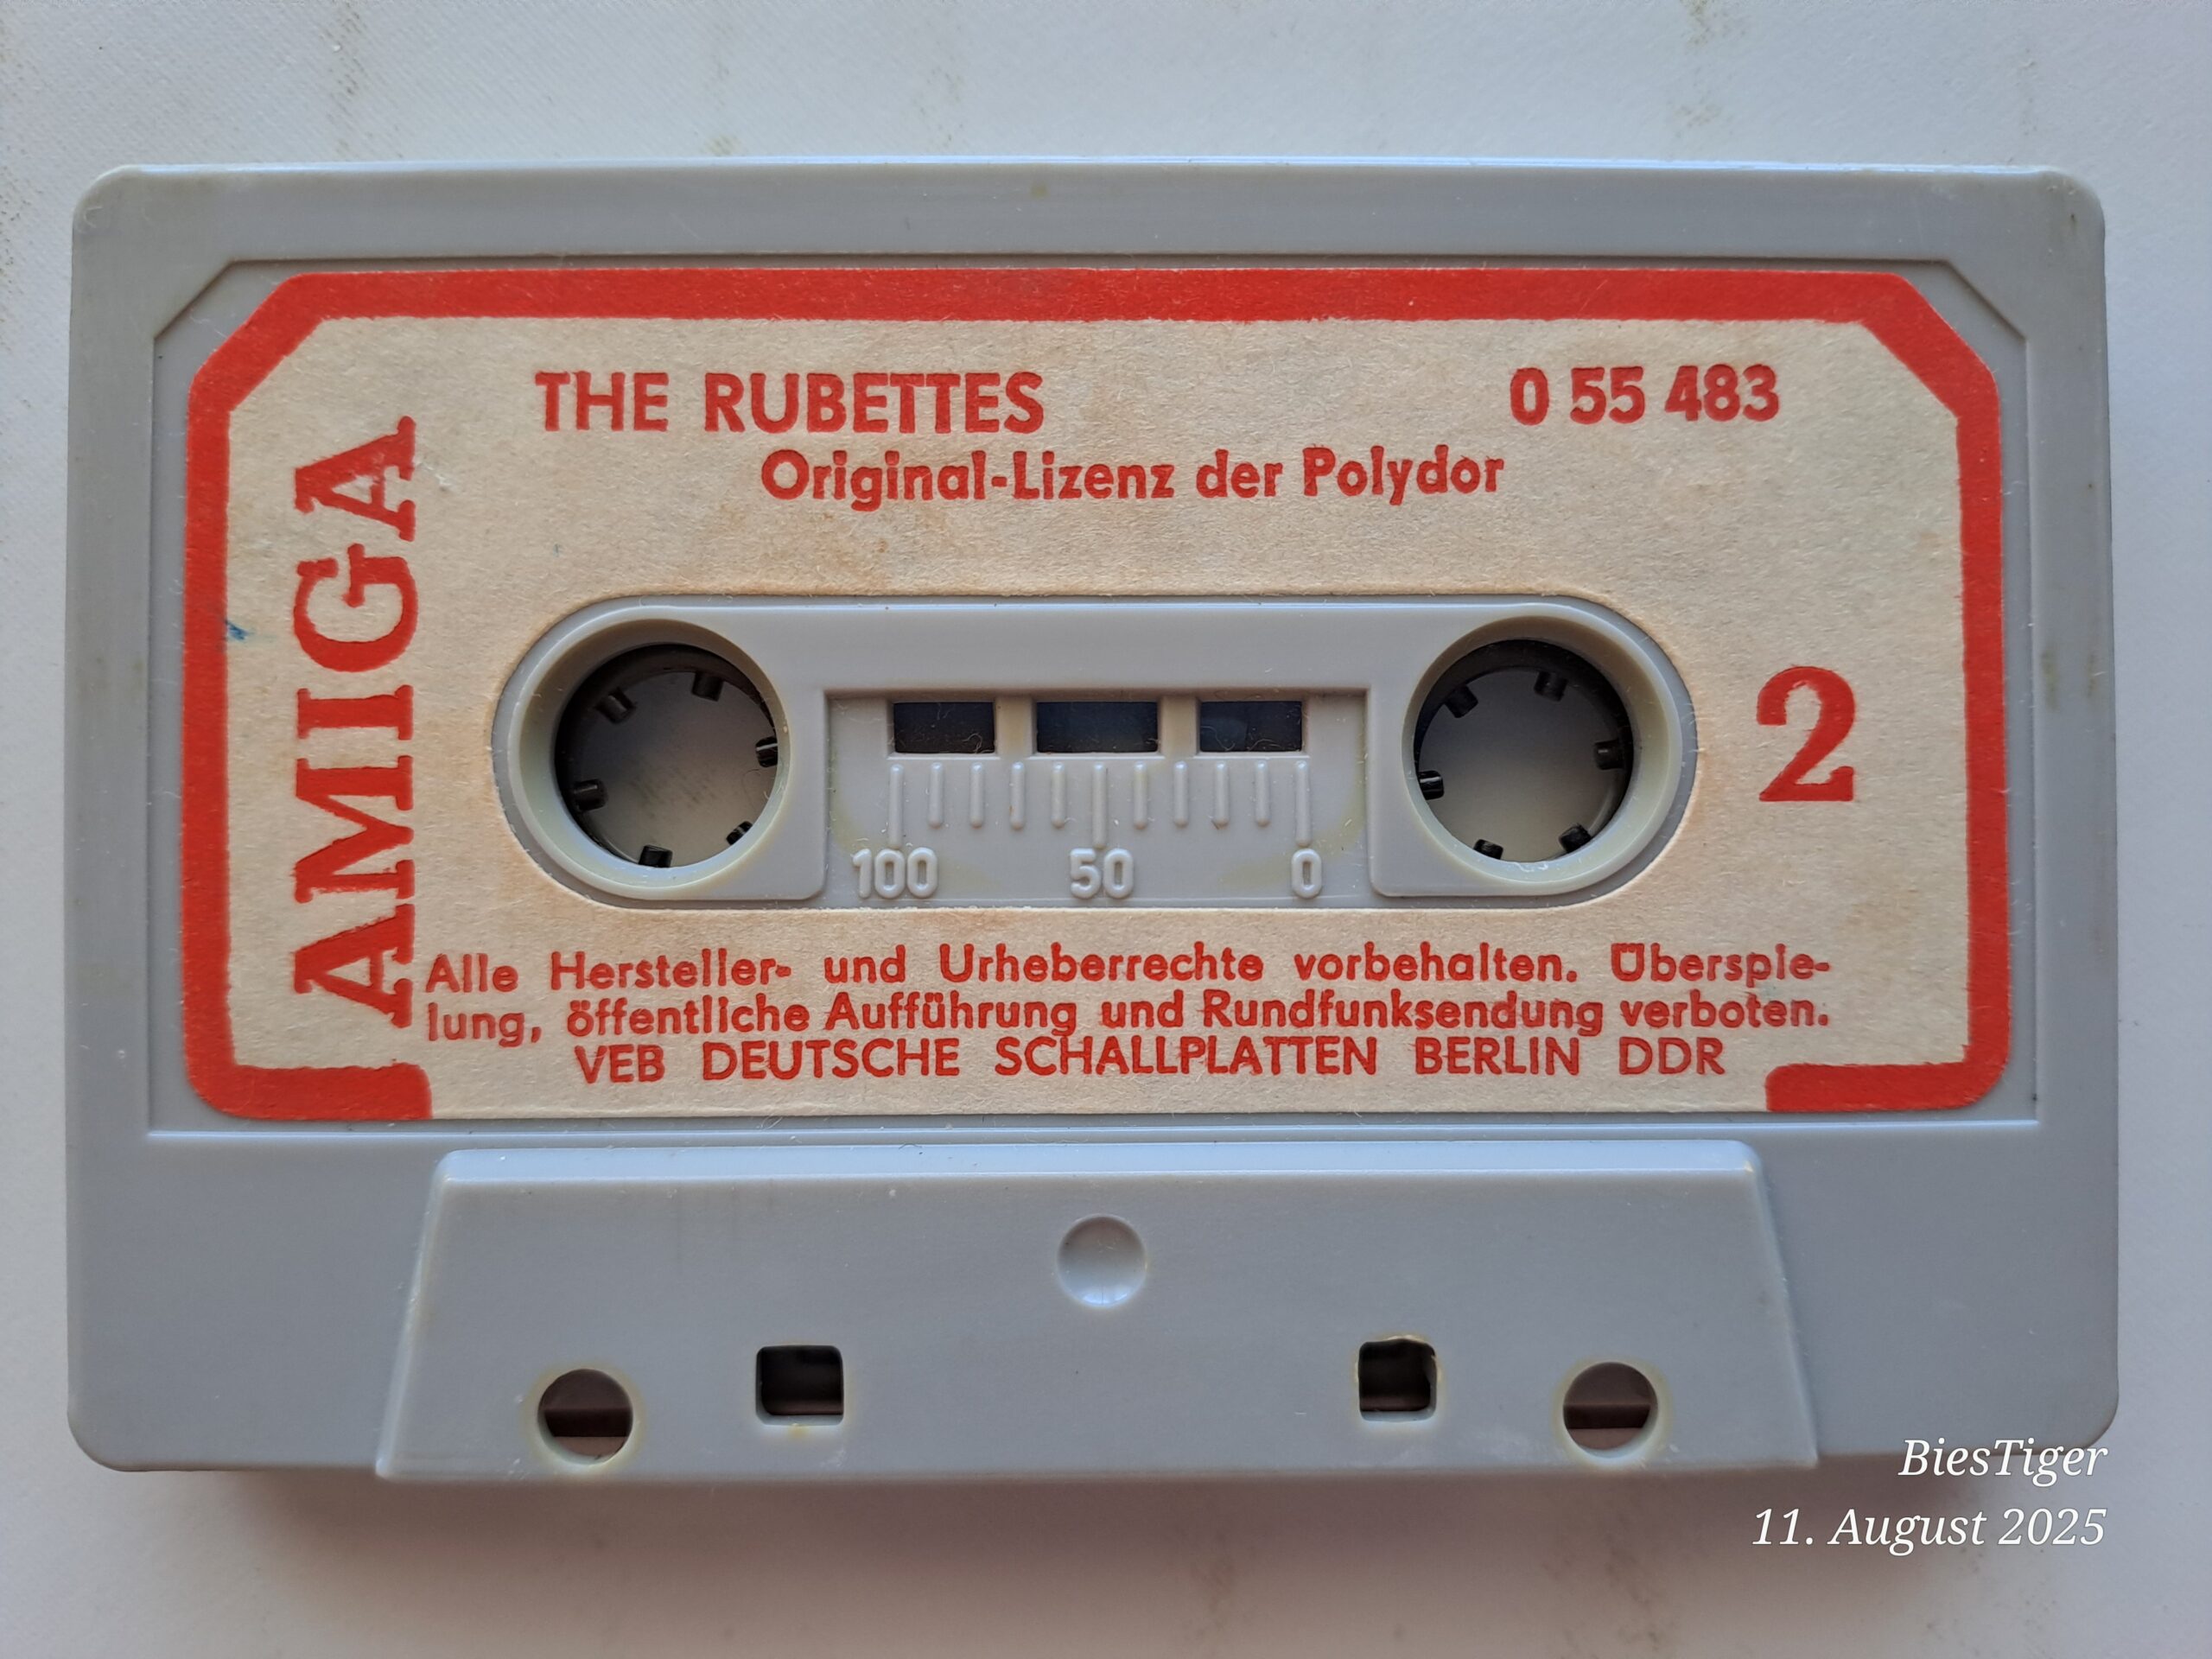 THE RUBETTES 0 55 483
Original-Lizenz der Polydor
AMIGA
2
100 50 0
Alle Hersteller- und Urheberrechte vorbehalten. Überspie-
lung, öffentliche Aufführung und Rundfunksendung verboten.
VEB DEUTSCHE SCHALLPLATTEN BERLIN DDR
BiesTiger
11. August 2025